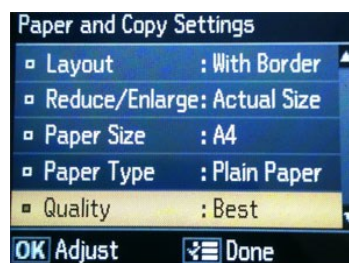 Paper and Copy Settings
Layout : With Border
Reduce/Enlarge: Actual Size
Paper Size : A4
Paper Type : Plain Paper
Quality : Best
OK Adjust Done